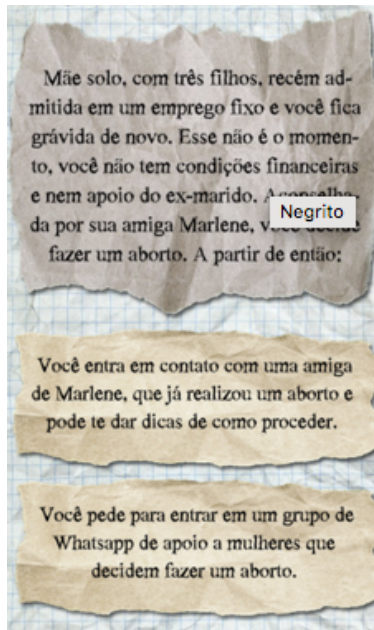 Mãe solo, com três filhos, recém ad-
mitida em um emprego fixo e você fica
grávida de novo. Esse não é o momen-
to, você não tem condições financeiras
e nem apoio do ex-marido. Aconselha-
da por sua amiga Marlene, você decide
fazer um aborto. A partir de então:
Negrito
Você entra em contato com uma amiga
de Marlene, que já realizou um aborto e
pode te dar dicas de como proceder.
Você pede para entrar em um grupo de
Whatsapp de apoio a mulheres que
decidem fazer um aborto.